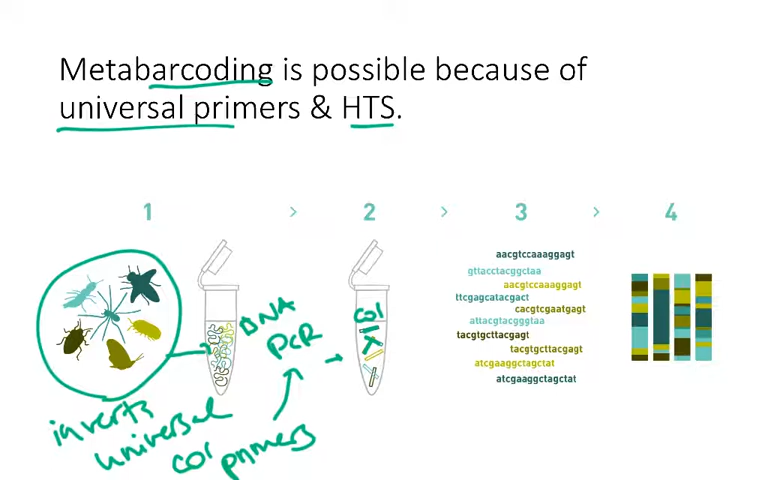 Metabarcoding is possible because of
universal primers & HTS.
1 > 2 > 3 > 4
aacgtccaaaggagt
gttacctacggctaa
aacgtccaaaggagt
ttcgagcatacgact
cacgtcgaatgagt
attacgtacgggtaa
tacgtgcttacgagt
tacgtgcttacgagt
atcgaaggctagctat
atcgaaggctagctat
DNA
PCR
COI
inverts
universal
COI primers